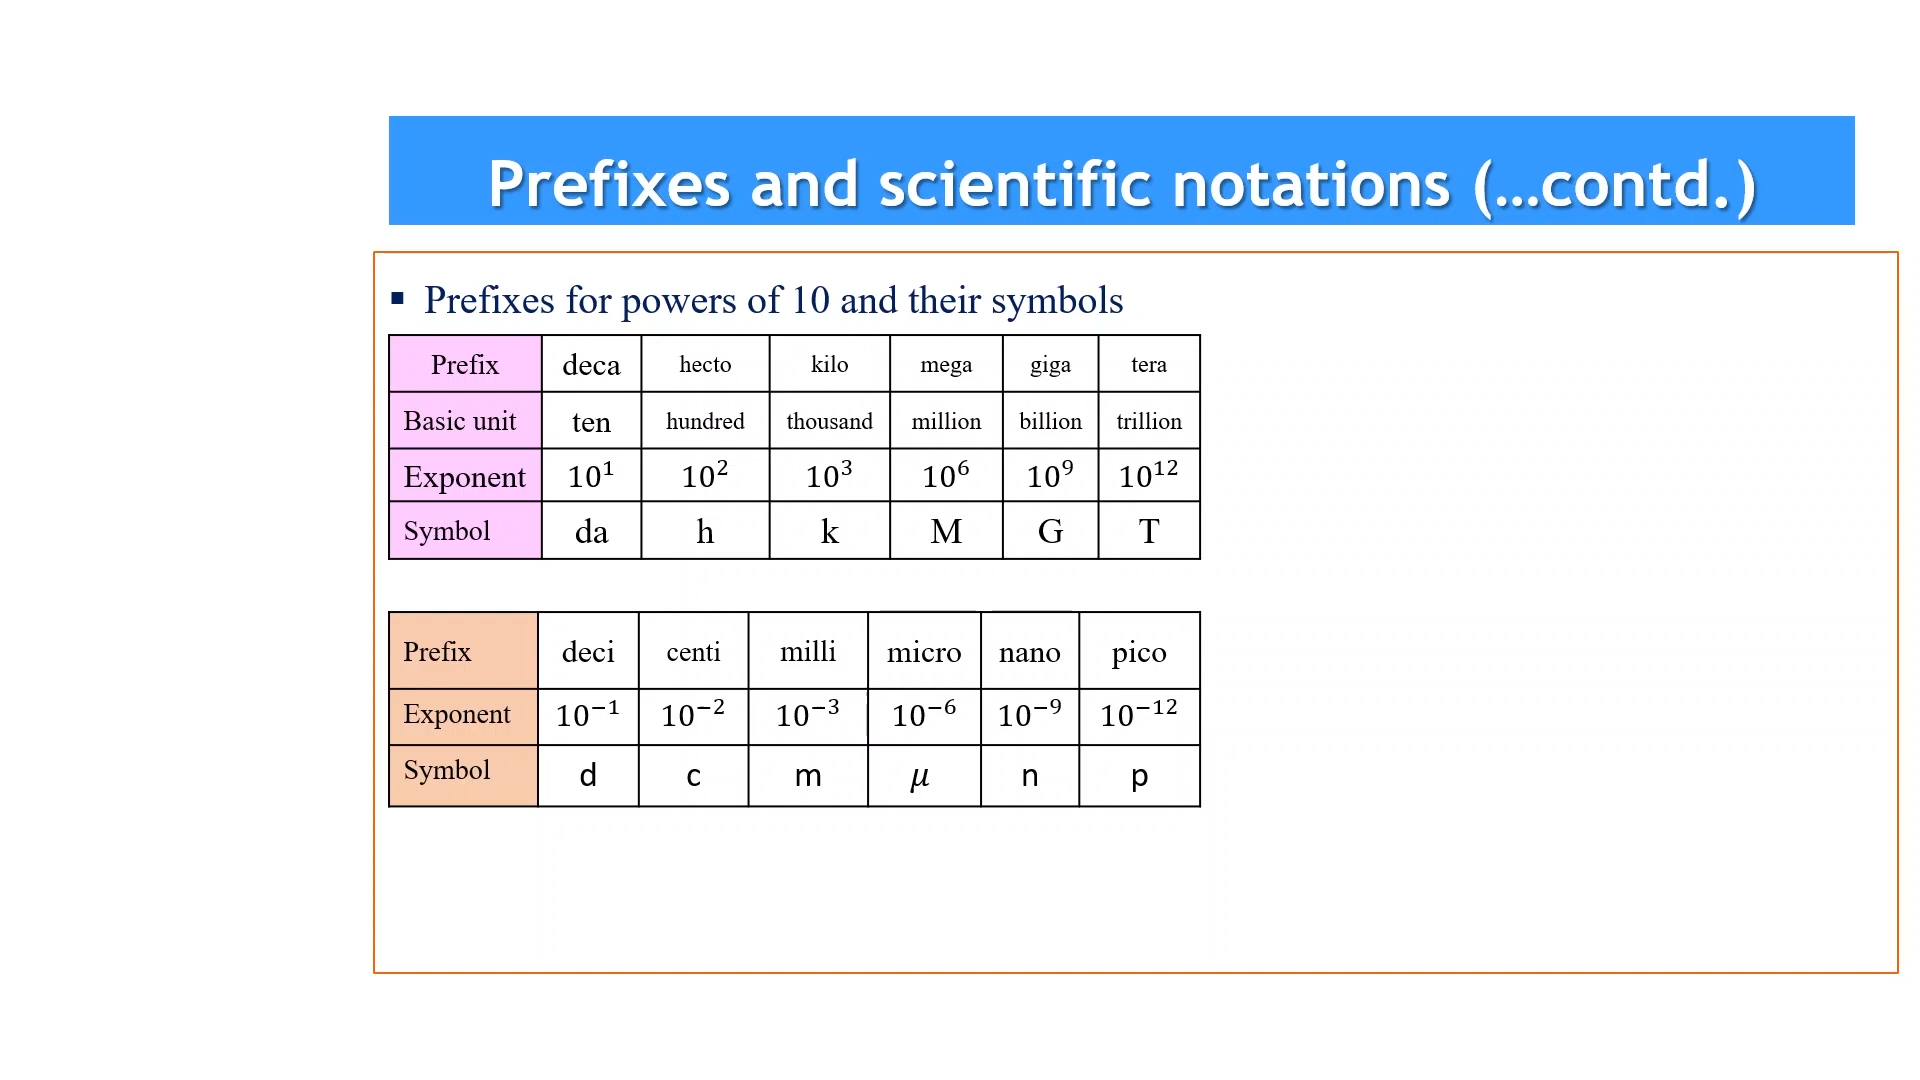 Prefixes and scientific notations (…contd.)
▪ Prefixes for powers of 10 and their symbols
Prefix deca hecto kilo mega giga tera
Basic unit ten hundred thousand million billion trillion
Exponent 10¹ 10² 10³ 10⁶ 10⁹ 10¹²
Symbol da h k M G T
Prefix deci centi milli micro nano pico
Exponent 10⁻¹ 10⁻² 10⁻³ 10⁻⁶ 10⁻⁹ 10⁻¹²
Symbol d c m μ n p